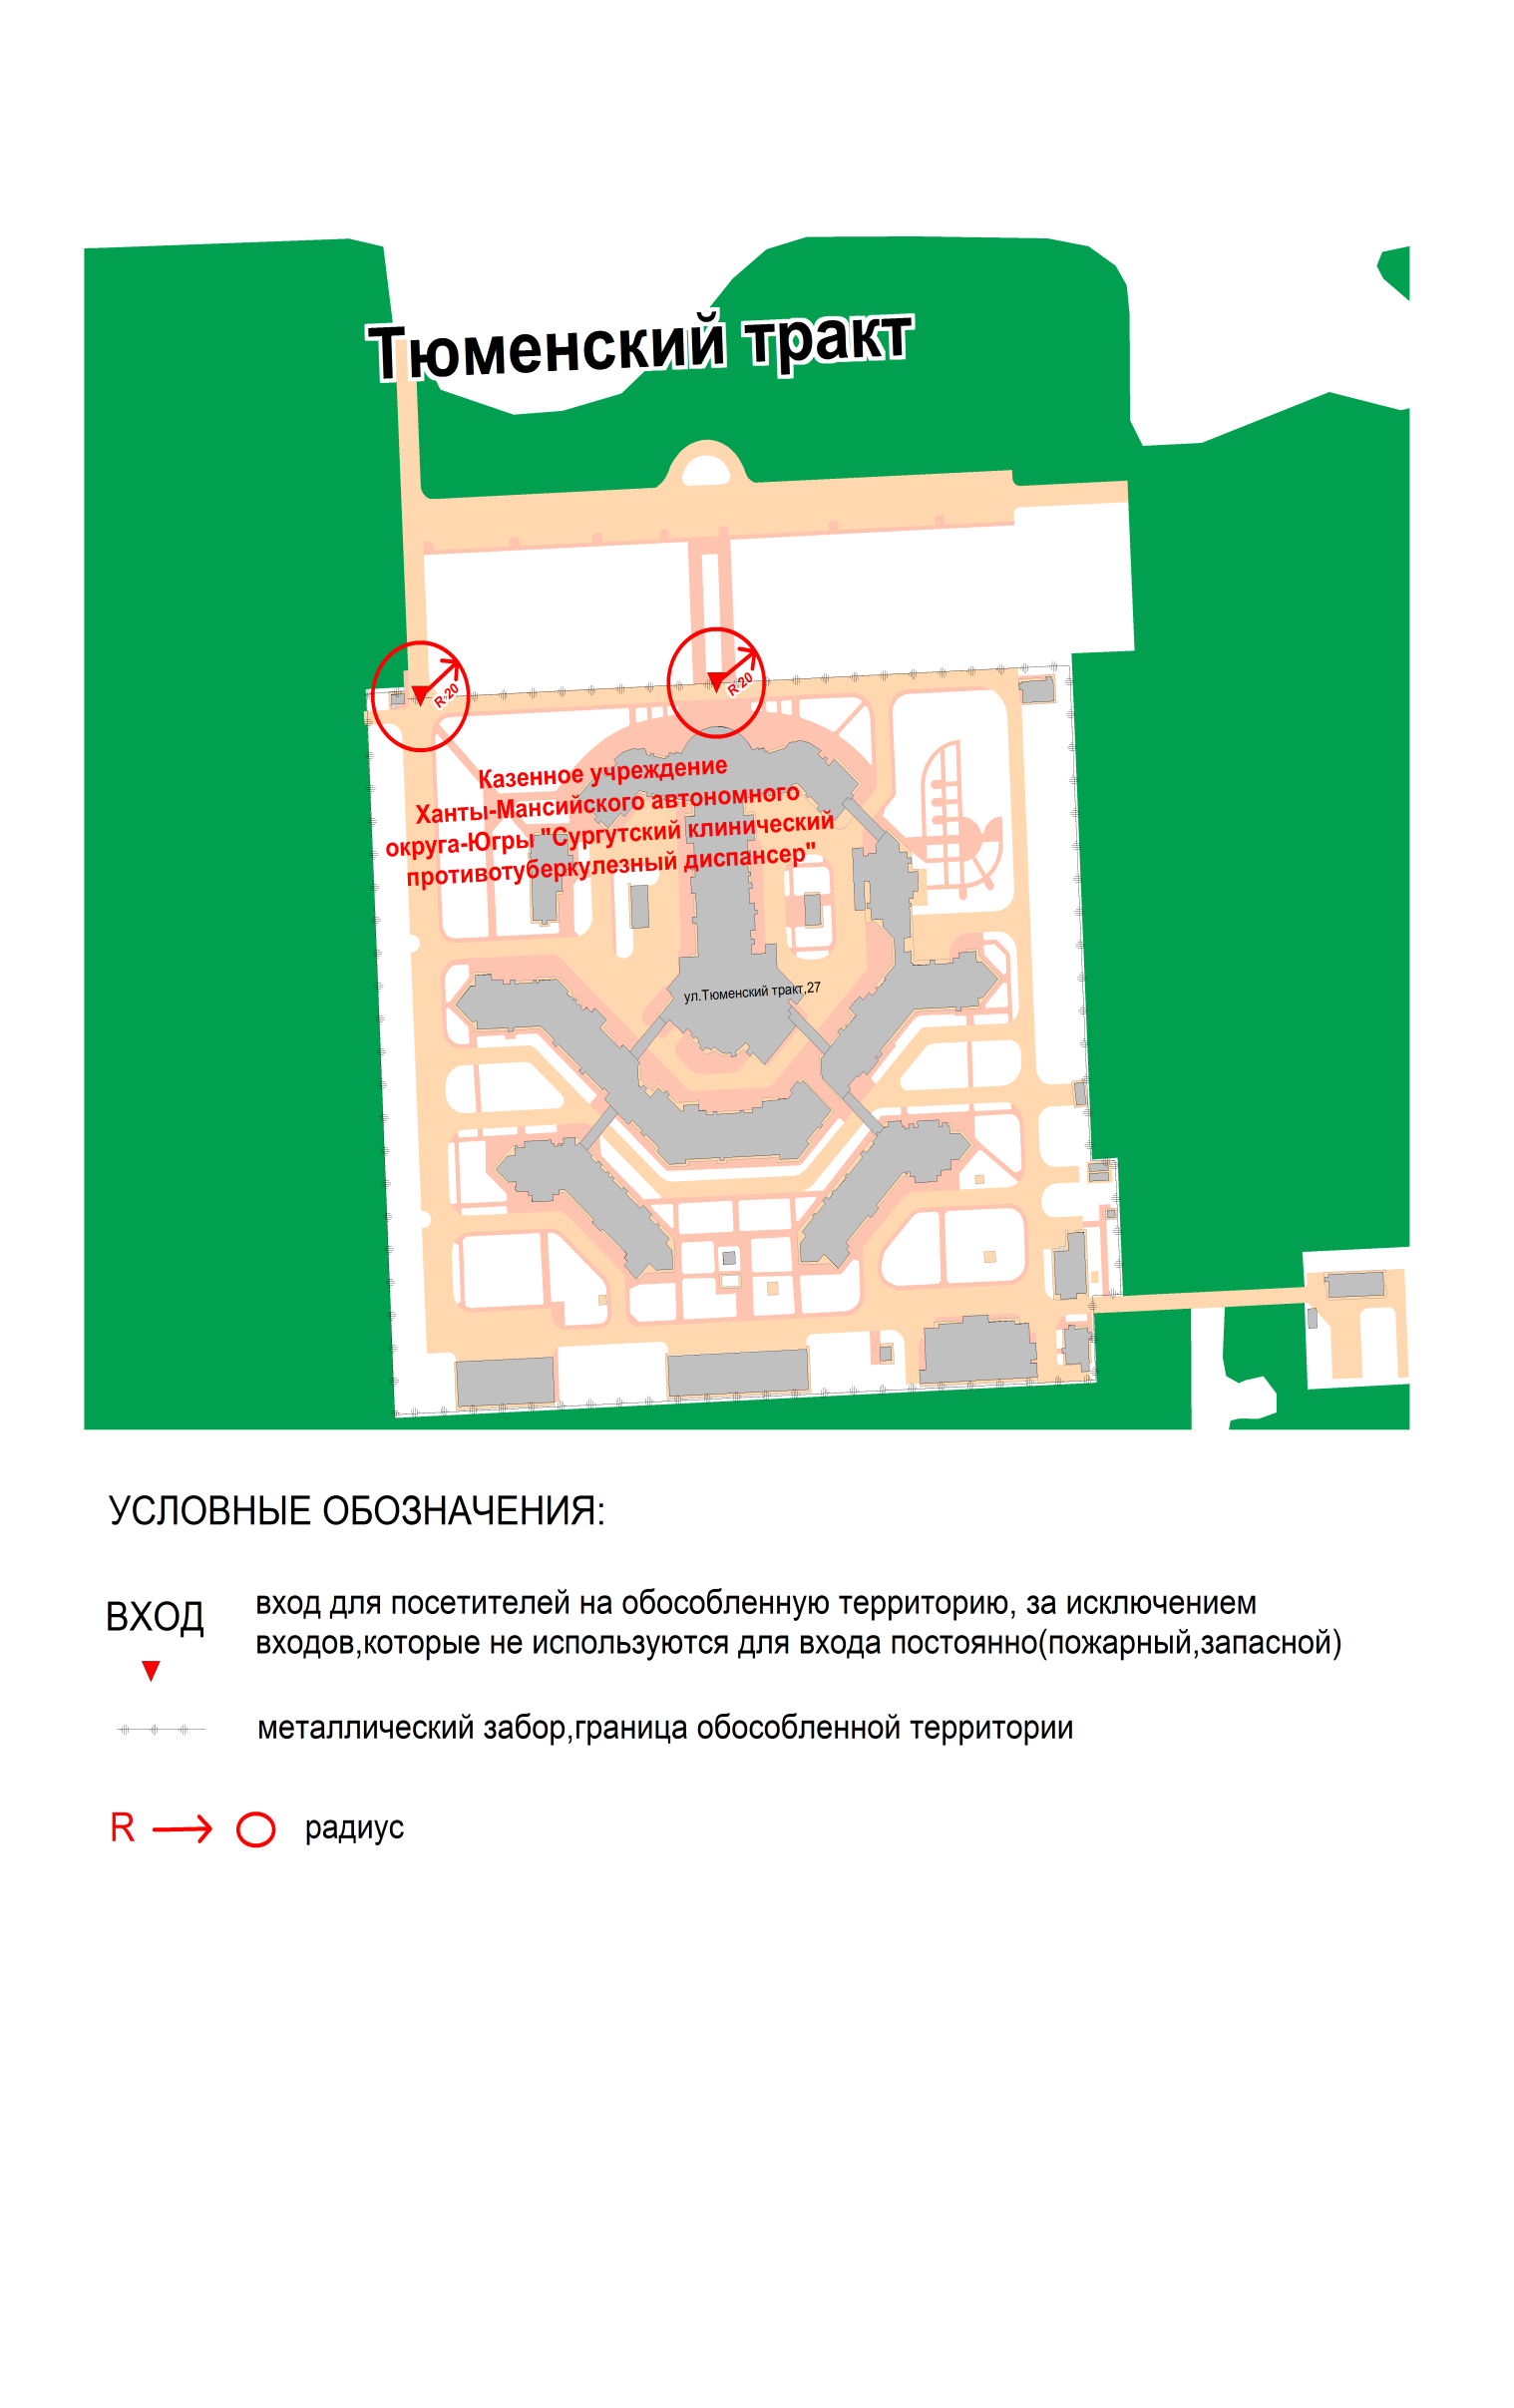 Тюменский тракт
R 20
R 20
Казенное учреждение
Ханты-Мансийского автономного
округа-Югры "Сургутский клинический
противотуберкулезный диспансер"
ул.Тюменский тракт,27
УСЛОВНЫЕ ОБОЗНАЧЕНИЯ:
ВХОД
вход для посетителей на обособленную территорию, за исключением
входов,которые не используются для входа постоянно(пожарный,запасной)
металлический забор,граница обособленной территории
R
радиус